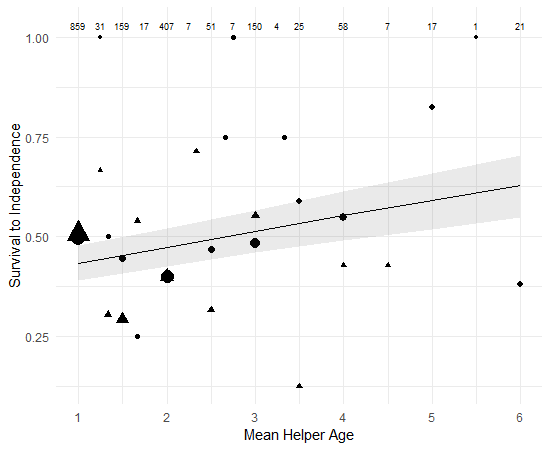 859 31 159 17 407 7 51 7 150 4 25 58 7 17 1 21
1.00
0.75
0.50
0.25
Survival to Independence
1 2 3 4 5 6
Mean Helper Age